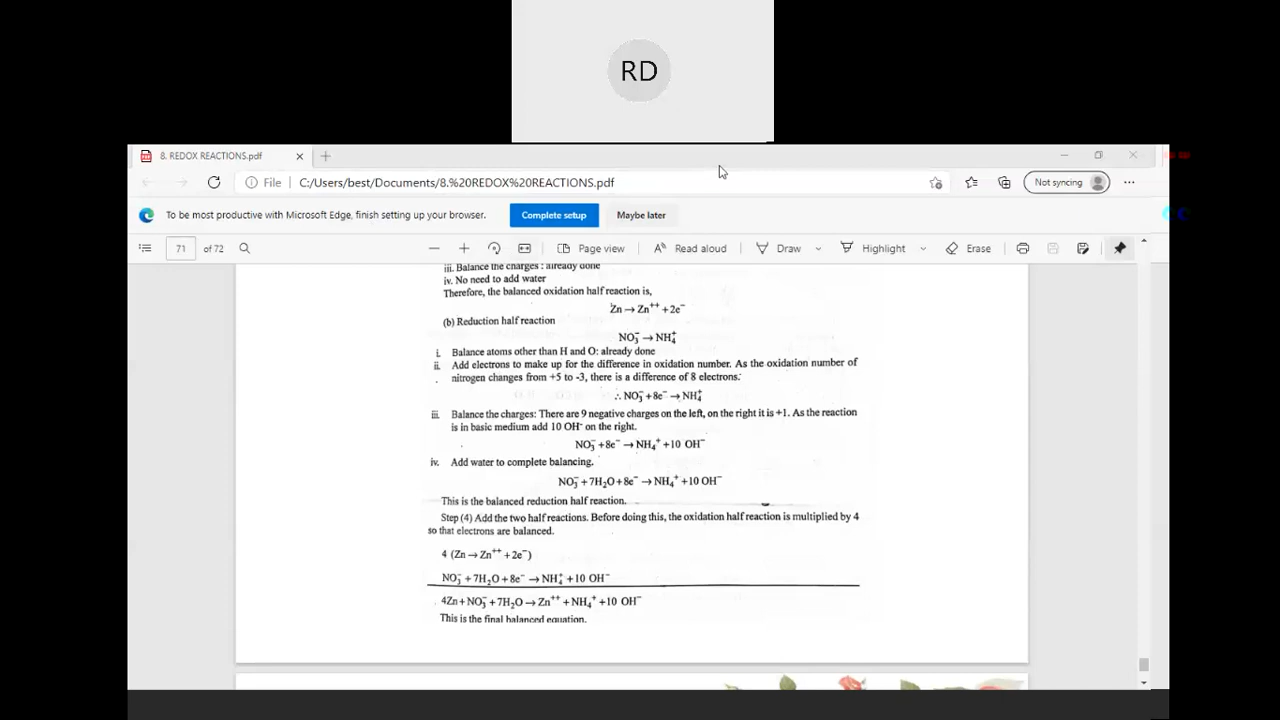 RD
8. REDOX REACTIONS.pdf
File C:/Users/best/Documents/8.%20REDOX%20REACTIONS.pdf
Not syncing
To be most productive with Microsoft Edge, finish setting up your browser. Complete setup Maybe later
71 of 72 Page view Read aloud Draw Highlight Erase
iii. Balance the charges : already done
iv. No need to add water
Therefore, the balanced oxidation half reaction is,
Zn → Zn⁺⁺ + 2e⁻
(b) Reduction half reaction
NO₃⁻ → NH₄⁺
i. Balance atoms other than H and O: already done
ii. Add electrons to make up for the difference in oxidation number. As the oxidation number of
nitrogen changes from +5 to -3, there is a difference of 8 electrons.
∴ NO₃⁻ + 8e⁻ → NH₄⁺
iii. Balance the charges: There are 9 negative charges on the left, on the right it is +1. As the reaction
is in basic medium add 10 OH⁻ on the right.
NO₃⁻ + 8e⁻ → NH₄⁺ + 10 OH⁻
iv. Add water to complete balancing.
NO₃⁻ + 7H₂O + 8e⁻ → NH₄⁺ + 10 OH⁻
This is the balanced reduction half reaction.
Step (4) Add the two half reactions. Before doing this, the oxidation half reaction is multiplied by 4
so that electrons are balanced.
4 (Zn → Zn⁺⁺ + 2e⁻)
NO₃⁻ + 7H₂O + 8e⁻ → NH₄⁺ + 10 OH⁻
4Zn + NO₃⁻ + 7H₂O → Zn⁺⁺ + NH₄⁺ + 10 OH⁻
This is the final balanced equation.